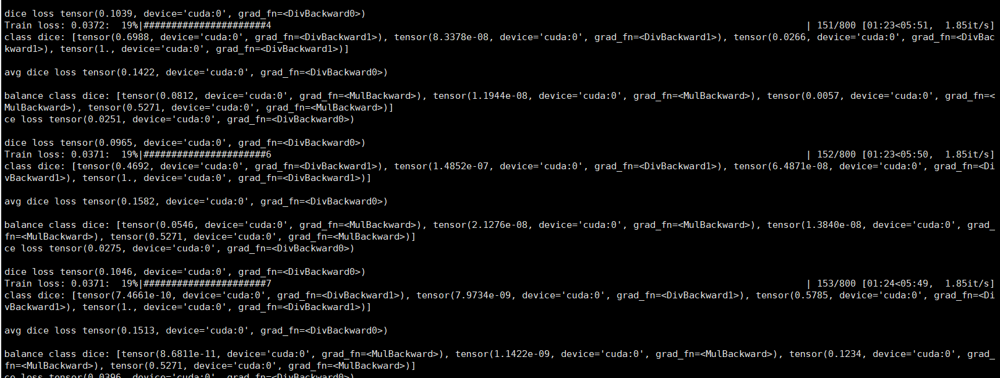 dice loss tensor(0.1039, device='cuda:0', grad_fn=<DivBackward0>)
Train loss: 0.0372:  19%|######################4                                                                                                | 151/800 [01:23<05:51,  1.85it/s]
class dice: [tensor(0.6988, device='cuda:0', grad_fn=<DivBackward1>), tensor(8.3378e-08, device='cuda:0', grad_fn=<DivBackward1>), tensor(0.0266, device='cuda:0', grad_fn=<DivBac
kward1>), tensor(1., device='cuda:0', grad_fn=<DivBackward1>)]
avg dice loss tensor(0.1422, device='cuda:0', grad_fn=<DivBackward0>)
balance class dice: [tensor(0.0812, device='cuda:0', grad_fn=<MulBackward>), tensor(1.1944e-08, device='cuda:0', grad_fn=<MulBackward>), tensor(0.0057, device='cuda:0', grad_fn=<
MulBackward>), tensor(0.5271, device='cuda:0', grad_fn=<MulBackward>)]
ce loss tensor(0.0251, device='cuda:0', grad_fn=<DivBackward0>)
dice loss tensor(0.0965, device='cuda:0', grad_fn=<DivBackward0>)
Train loss: 0.0371:  19%|######################6                                                                                                | 152/800 [01:23<05:50,  1.85it/s]
class dice: [tensor(0.4692, device='cuda:0', grad_fn=<DivBackward1>), tensor(1.4852e-07, device='cuda:0', grad_fn=<DivBackward1>), tensor(6.4871e-08, device='cuda:0', grad_fn=<Di
vBackward1>), tensor(1., device='cuda:0', grad_fn=<DivBackward1>)]
avg dice loss tensor(0.1582, device='cuda:0', grad_fn=<DivBackward0>)
balance class dice: [tensor(0.0546, device='cuda:0', grad_fn=<MulBackward>), tensor(2.1276e-08, device='cuda:0', grad_fn=<MulBackward>), tensor(1.3840e-08, device='cuda:0', grad_
fn=<MulBackward>), tensor(0.5271, device='cuda:0', grad_fn=<MulBackward>)]
ce loss tensor(0.0275, device='cuda:0', grad_fn=<DivBackward0>)
dice loss tensor(0.1046, device='cuda:0', grad_fn=<DivBackward0>)
Train loss: 0.0371:  19%|######################7                                                                                                | 153/800 [01:24<05:49,  1.85it/s]
class dice: [tensor(7.4661e-10, device='cuda:0', grad_fn=<DivBackward1>), tensor(7.9734e-09, device='cuda:0', grad_fn=<DivBackward1>), tensor(0.5785, device='cuda:0', grad_fn=<Di
vBackward1>), tensor(1., device='cuda:0', grad_fn=<DivBackward1>)]
avg dice loss tensor(0.1513, device='cuda:0', grad_fn=<DivBackward0>)
balance class dice: [tensor(8.6811e-11, device='cuda:0', grad_fn=<MulBackward>), tensor(1.1422e-09, device='cuda:0', grad_fn=<MulBackward>), tensor(0.1234, device='cuda:0', grad_
fn=<MulBackward>), tensor(0.5271, device='cuda:0', grad_fn=<MulBackward>)]
ce loss tensor(0.0396, device='cuda:0', grad_fn=<DivBackward0>)